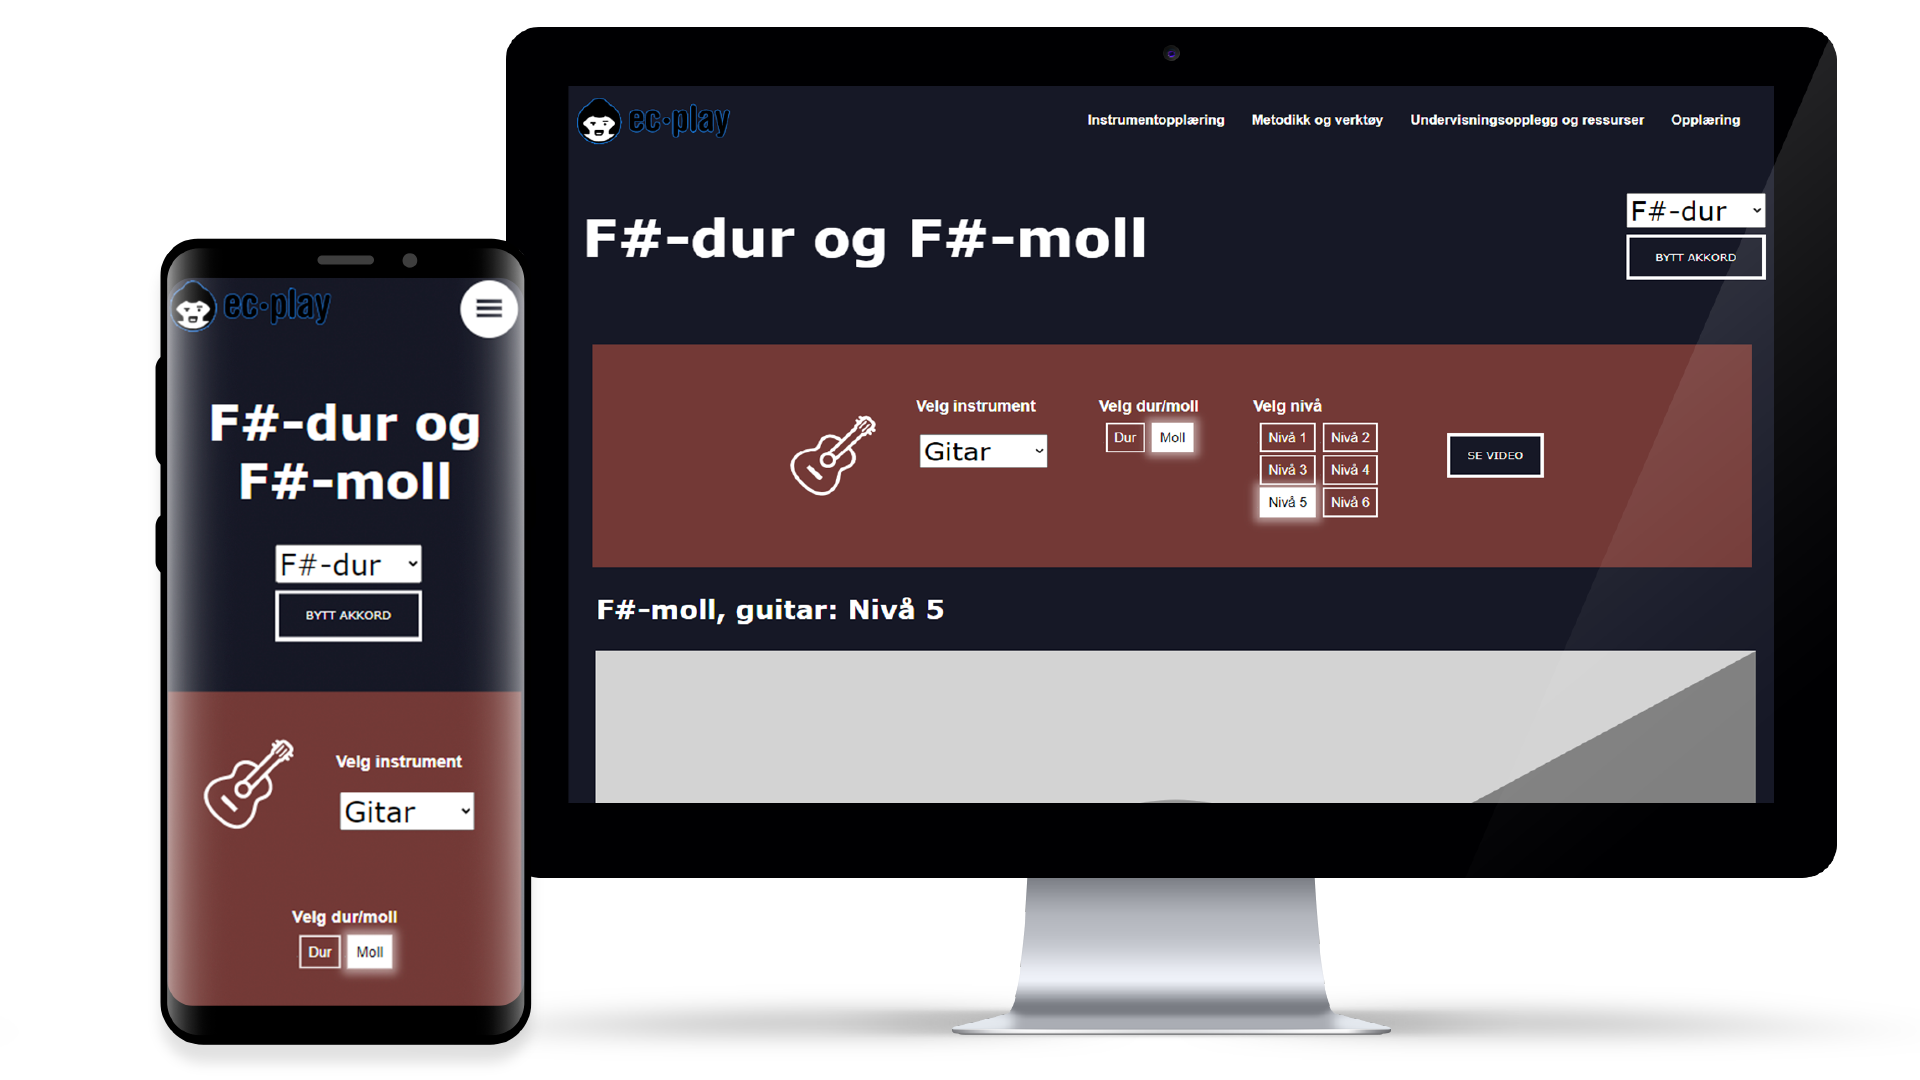 ec·play
Instrumentopplæring Metodikk og verktøy Undervisningsopplegg og ressurser Opplæring
F#-dur og F#-moll
F#-dur
BYTT AKKORD
Velg instrument
Gitar
Velg dur/moll
Dur Moll
Velg nivå
Nivå 1 Nivå 2
Nivå 3 Nivå 4
Nivå 5 Nivå 6
SE VIDEO
F#-moll, guitar: Nivå 5
ec·play
F#-dur og
F#-moll
F#-dur
BYTT AKKORD
Velg instrument
Gitar
Velg dur/moll
Dur Moll